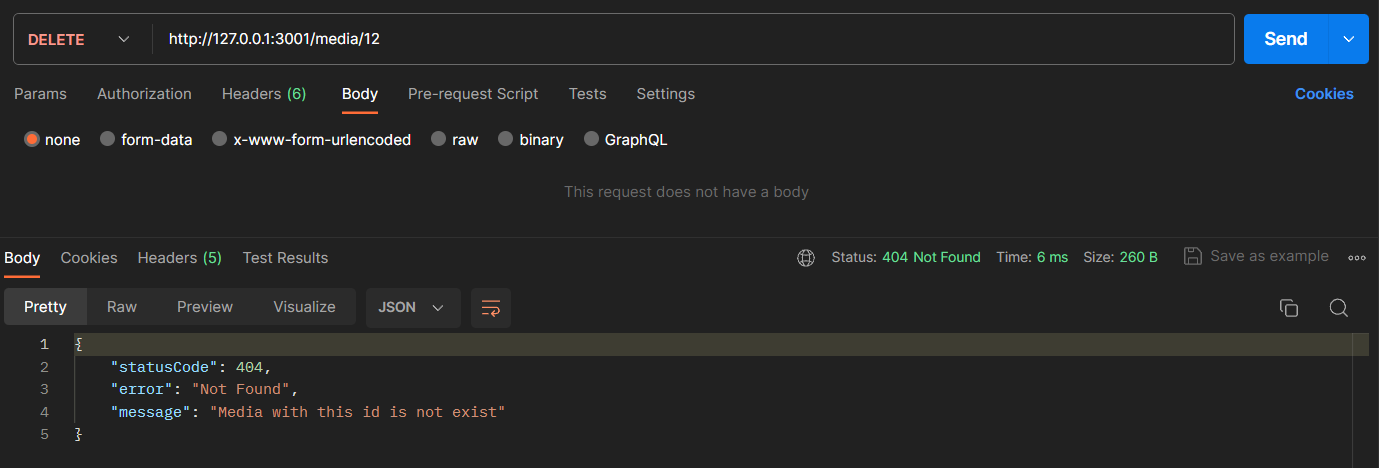 DELETE http://127.0.0.1:3001/media/12 Send
Params Authorization Headers (6) Body Pre-request Script Tests Settings Cookies
none form-data x-www-form-urlencoded raw binary GraphQL
This request does not have a body
Body Cookies Headers (5) Test Results Status: 404 Not Found Time: 6 ms Size: 260 B Save as example
Pretty Raw Preview Visualize JSON
1 {
2 "statusCode": 404,
3 "error": "Not Found",
4 "message": "Media with this id is not exist"
5 }